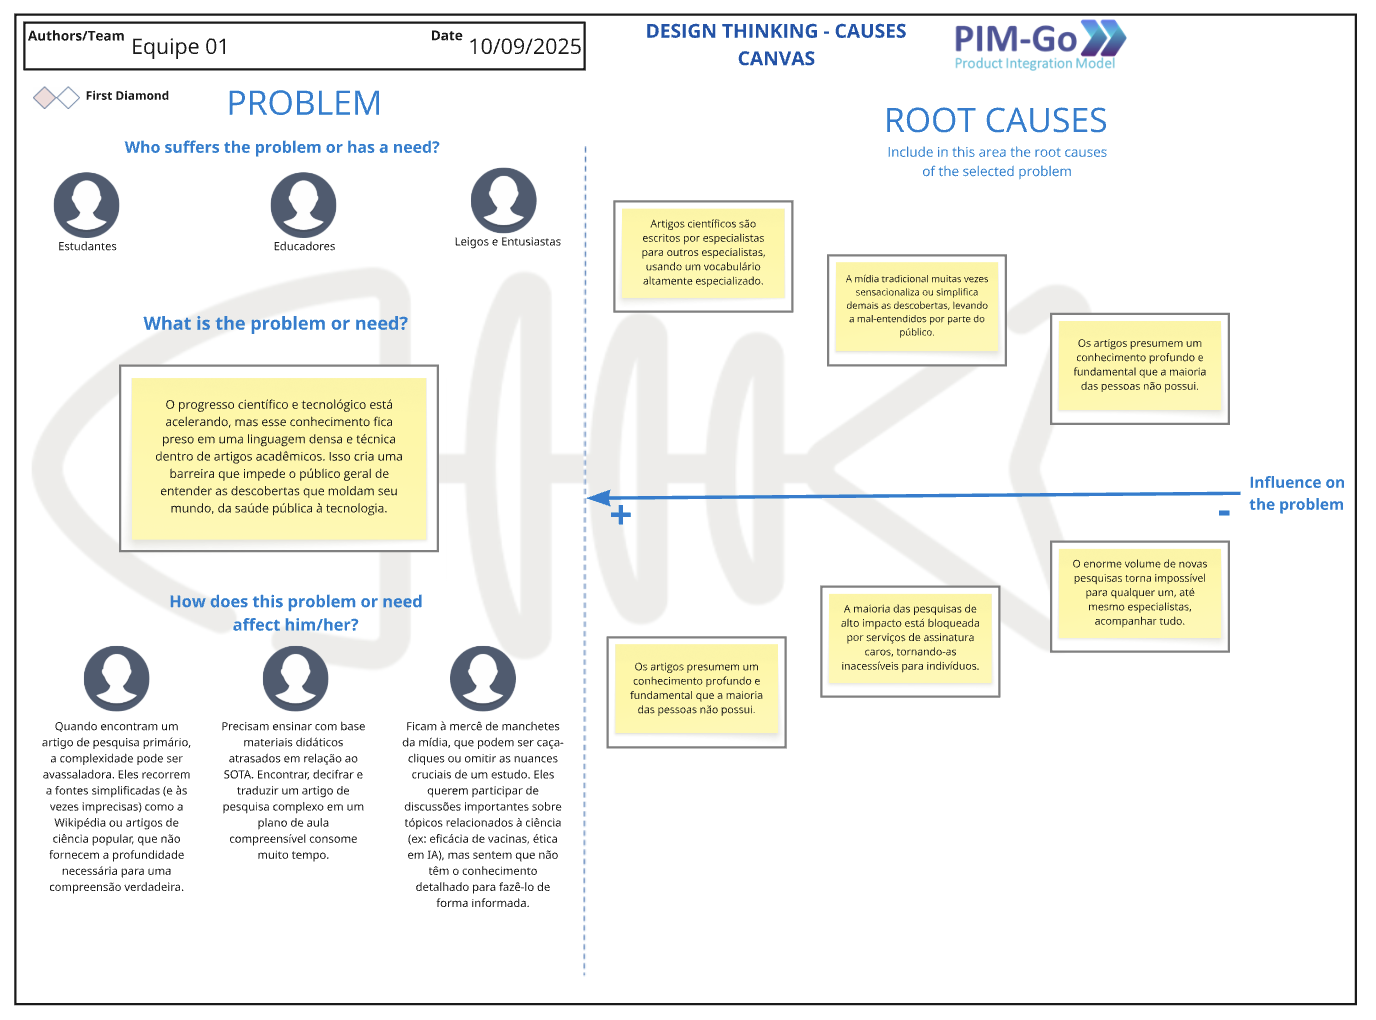 Authors/Team
Equipe 01
Date
10/09/2025
DESIGN THINKING - CAUSES
CANVAS
PIM-Go
Product Integration Model
First Diamond
PROBLEM
Who suffers the problem or has a need?
Estudantes
Educadores
Leigos e Entusiastas
What is the problem or need?
O progresso científico e tecnológico está
acelerando, mas esse conhecimento fica
preso em uma linguagem densa e técnica
dentro de artigos acadêmicos. Isso cria uma
barreira que impede o público geral de
entender as descobertas que moldam seu
mundo, da saúde pública à tecnologia.
How does this problem or need
affect him/her?
Quando encontram um
artigo de pesquisa primário,
a complexidade pode ser
avassaladora. Eles recorrem
a fontes simplificadas (e às
vezes imprecisas) como a
Wikipédia ou artigos de
ciência popular, que não
fornecem a profundidade
necessária para uma
compreensão verdadeira.
Precisam ensinar com base
materiais didáticos
atrasados em relação ao
SOTA. Encontrar, decifrar e
traduzir um artigo de
pesquisa complexo em um
plano de aula
compreensível consome
muito tempo.
Ficam à mercê de manchetes
da mídia, que podem ser caça-
cliques ou omitir as nuances
cruciais de um estudo. Eles
querem participar de
discussões importantes sobre
tópicos relacionados à ciência
(ex: eficácia de vacinas, ética
em IA), mas sentem que não
têm o conhecimento
detalhado para fazê-lo de
forma informada.
ROOT CAUSES
Include in this area the root causes
of the selected problem
Artigos científicos são
escritos por especialistas
para outros especialistas,
usando um vocabulário
altamente especializado.
A mídia tradicional muitas vezes
sensacionaliza ou simplifica
demais as descobertas, levando
a mal-entendidos por parte do
público.
Os artigos presumem um
conhecimento profundo e
fundamental que a maioria
das pessoas não possui.
Influence on
the problem
+
-
Os artigos presumem um
conhecimento profundo e
fundamental que a maioria
das pessoas não possui.
A maioria das pesquisas de
alto impacto está bloqueada
por serviços de assinatura
caros, tornando-as
inacessíveis para indivíduos.
O enorme volume de novas
pesquisas torna impossível
para qualquer um, até
mesmo especialistas,
acompanhar tudo.